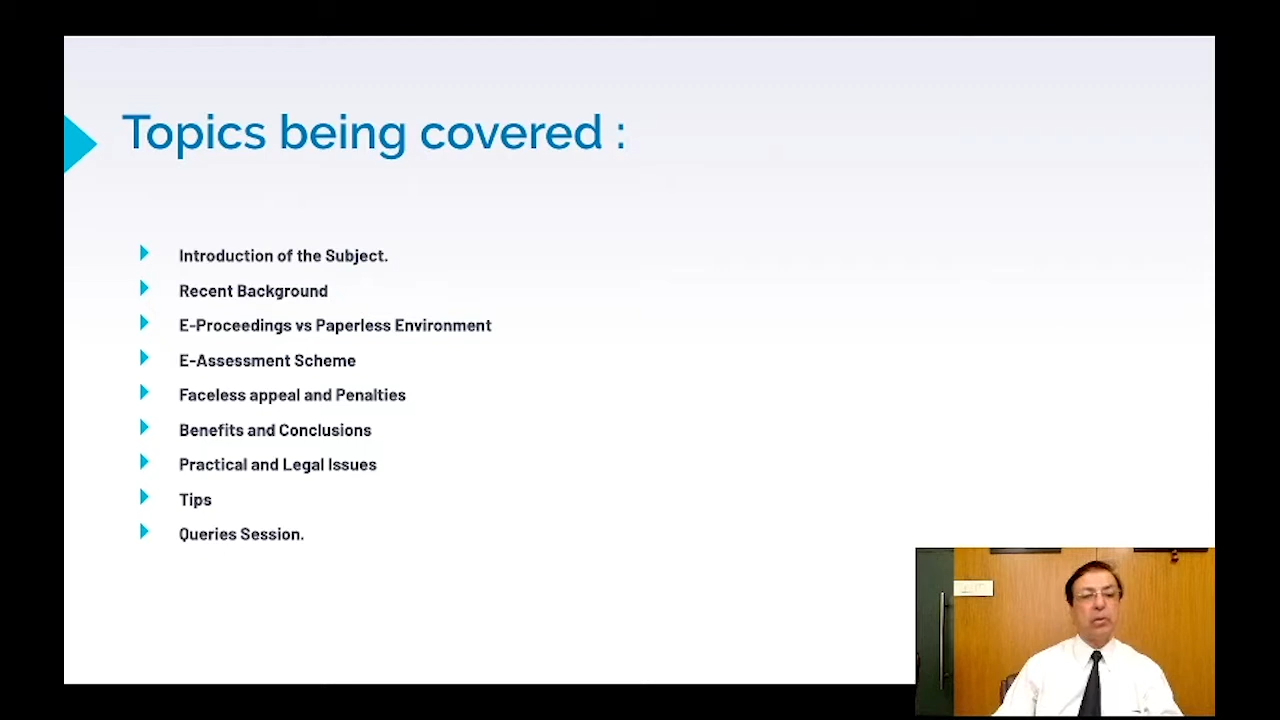 Topics being covered :
Introduction of the Subject.
Recent Background
E-Proceedings vs Paperless Environment
E-Assessment Scheme
Faceless appeal and Penalties
Benefits and Conclusions
Practical and Legal Issues
Tips
Queries Session.